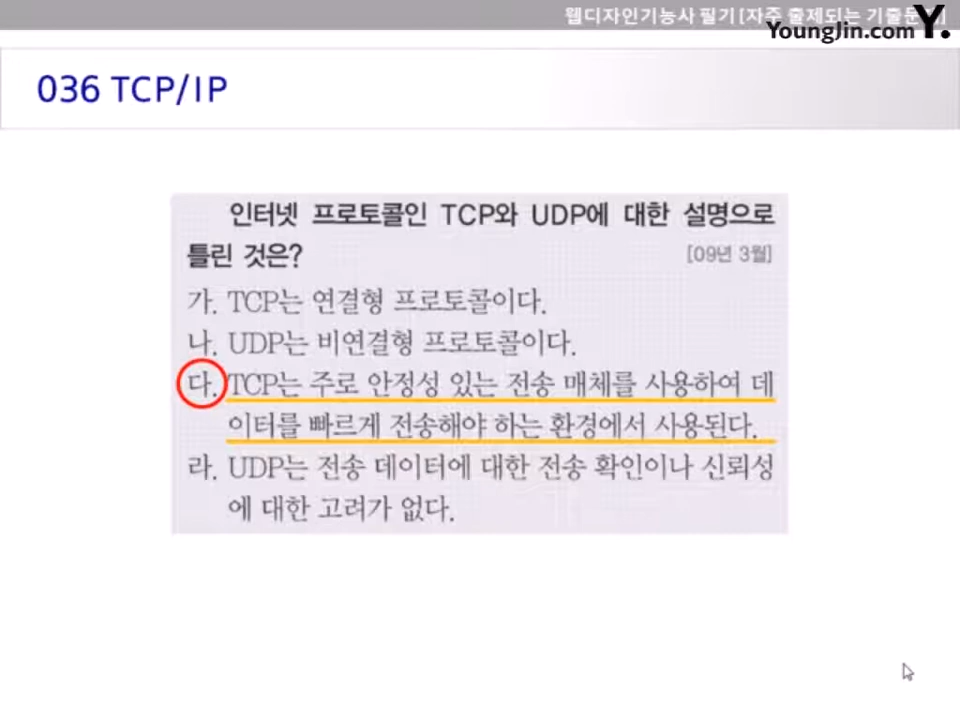 웹디자인기능사 필기 [자주 출제되는 기출문제]
YoungJin.com Y.
036 TCP/IP
인터넷 프로토콜인 TCP와 UDP에 대한 설명으로
틀린 것은?
[09년 3월]
가. TCP는 연결형 프로토콜이다.
나. UDP는 비연결형 프로토콜이다.
다. TCP는 주로 안정성 있는 전송 매체를 사용하여 데
이터를 빠르게 전송해야 하는 환경에서 사용된다.
라. UDP는 전송 데이터에 대한 전송 확인이나 신뢰성
에 대한 고려가 없다.